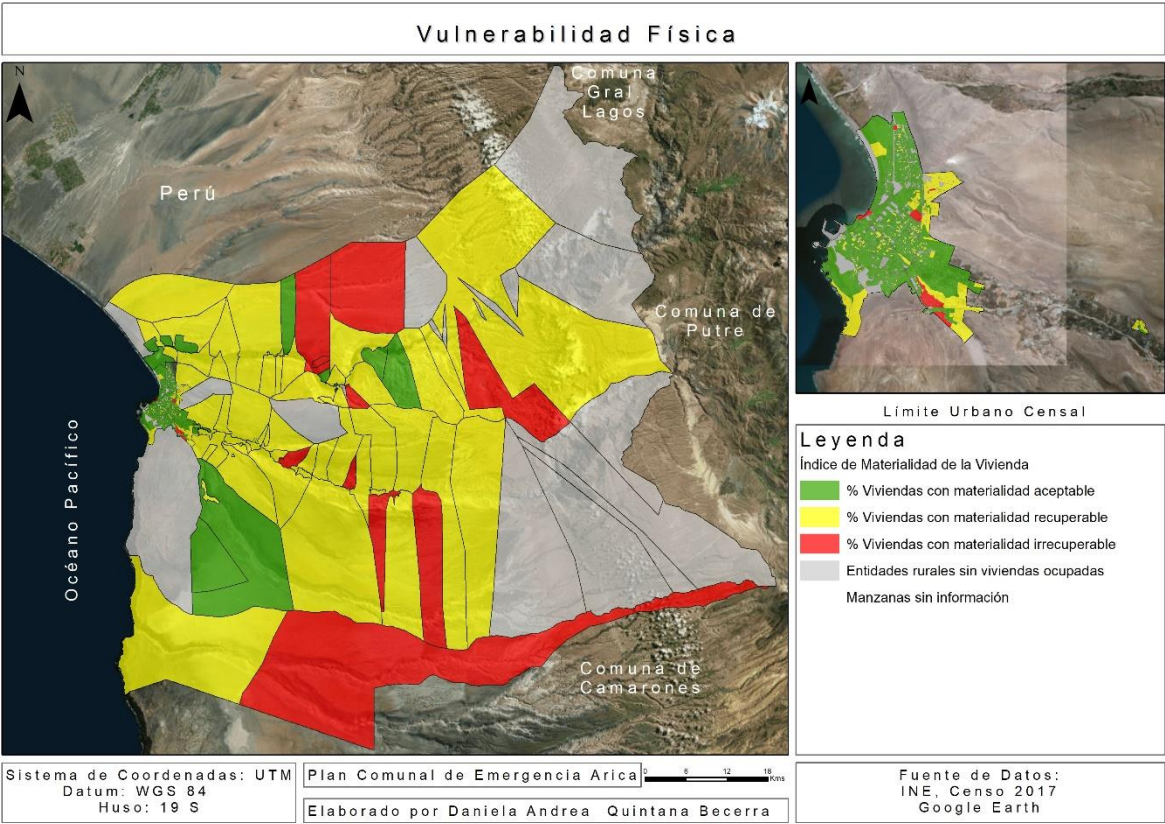 Vulnerabilidad Física
N
Comuna
Gral
Lagos
Perú
Comuna de
Putre
Océano Pacífico
Comuna de
Camarones
Límite Urbano Censal
Leyenda
Índice de Materialidad de la Vivienda
% Viviendas con materialidad aceptable
% Viviendas con materialidad recuperable
% Viviendas con materialidad irrecuperable
Entidades rurales sin viviendas ocupadas
Manzanas sin información
Sistema de Coordenadas: UTM
Datum: WGS 84
Huso: 19 S
Plan Comunal de Emergencia Arica
0 6 12 18
Kms
Elaborado por Daniela Andrea Quintana Becerra
Fuente de Datos:
INE, Censo 2017
Google Earth